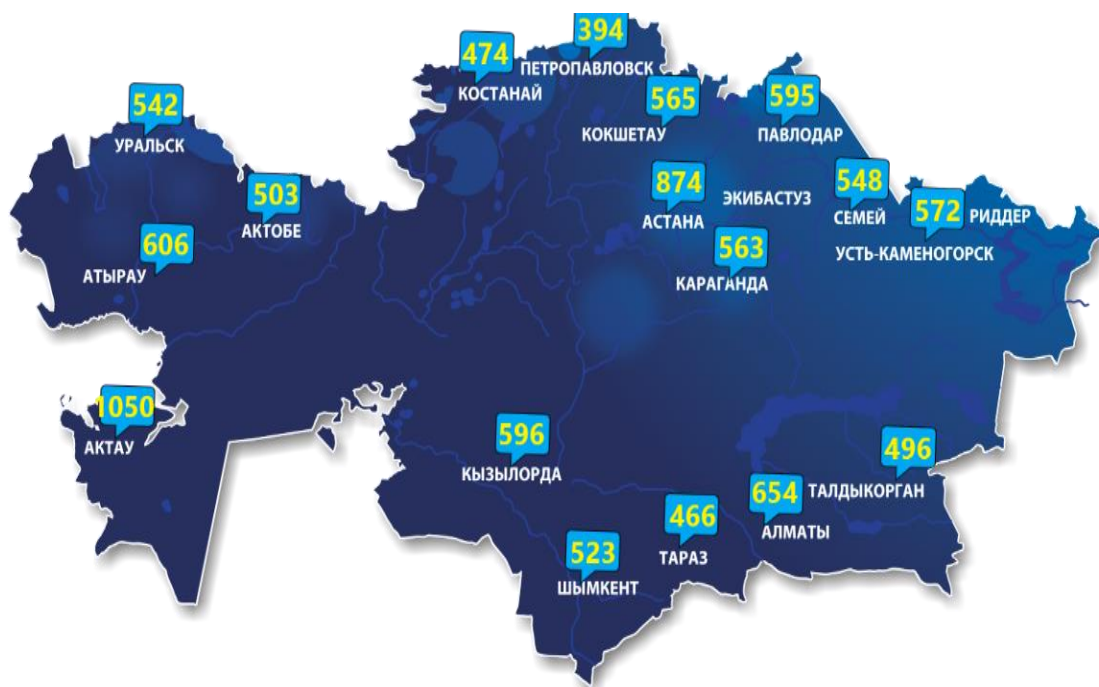 394
ПЕТРОПАВЛОВСК
474
КОСТАНАЙ
542
УРАЛЬСК
565
КОКШЕТАУ
595
ПАВЛОДАР
503
АКТОБЕ
874
АСТАНА
ЭКИБАСТУЗ
548
СЕМЕЙ
572
РИДДЕР
УСТЬ-КАМЕНОГОРСК
606
АТЫРАУ
563
КАРАГАНДА
1050
АКТАУ
596
КЫЗЫЛОРДА
496
ТАЛДЫКОРГАН
654
АЛМАТЫ
466
ТАРАЗ
523
ШЫМКЕНТ